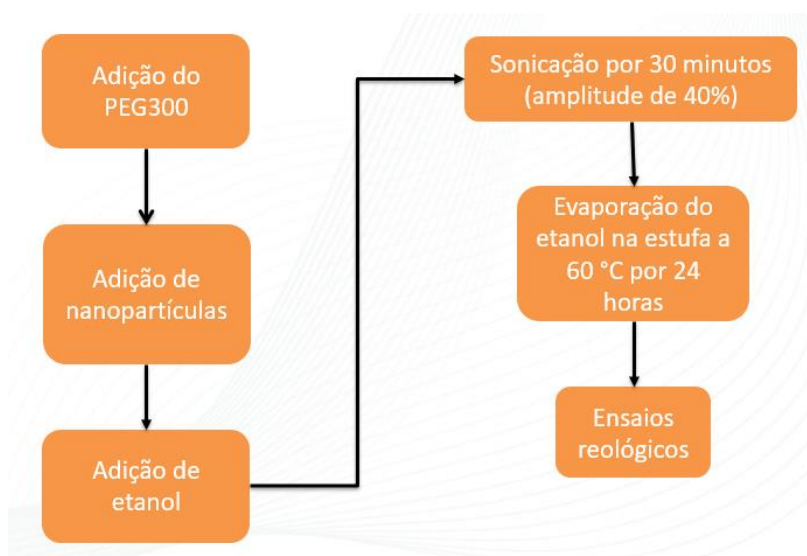 Adição do
PEG300
Adição de
nanopartículas
Adição de
etanol
Sonicação por 30 minutos
(amplitude de 40%)
Evaporação do
etanol na estufa a
60 °C por 24
horas
Ensaios
reológicos